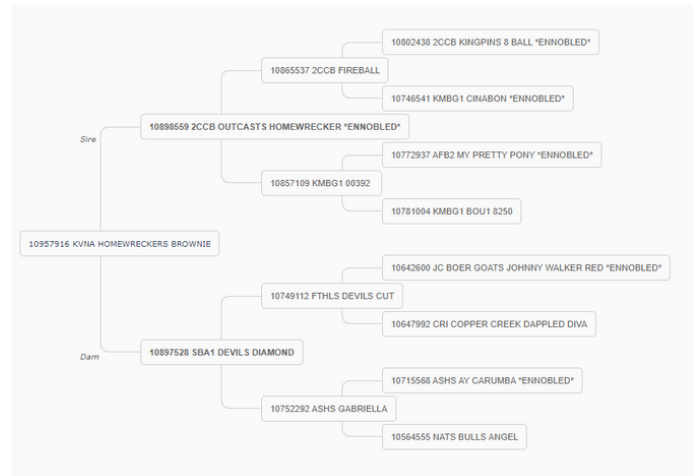 10802438 2CCB KINGPINS 8 BALL *ENNOBLED*
10865537 2CCB FIREBALL
10746541 KMBG1 CINABON *ENNOBLED*
10898559 2CCB OUTCASTS HOMEWRECKER *ENNOBLED*
Sire
10772937 AFB2 MY PRETTY PONY *ENNOBLED*
10857109 KMBG1 00392
10781004 KMBG1 BOU1 8250
10957916 KVNA HOMEWRECKERS BROWNIE
10642600 JC BOER GOATS JOHNNY WALKER RED *ENNOBLED*
10749112 FTHLS DEVILS CUT
10647992 CRI COPPER CREEK DAPPLED DIVA
10897528 SBA1 DEVILS DIAMOND
Dam
10715568 ASHS AY CARUMBA *ENNOBLED*
10752292 ASHS GABRIELLA
10564555 NATS BULLS ANGEL